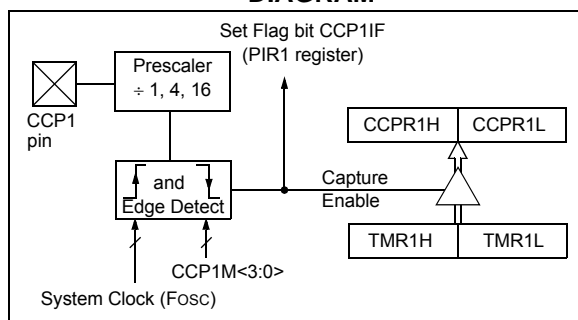 DIAGRAM
Set Flag bit CCP1IF
(PIR1 register)
Prescaler
÷ 1, 4, 16
CCP1
pin
CCPR1H CCPR1L
and
Edge Detect
Capture
Enable
TMR1H TMR1L
CCP1M<3:0>
System Clock (FOSC)